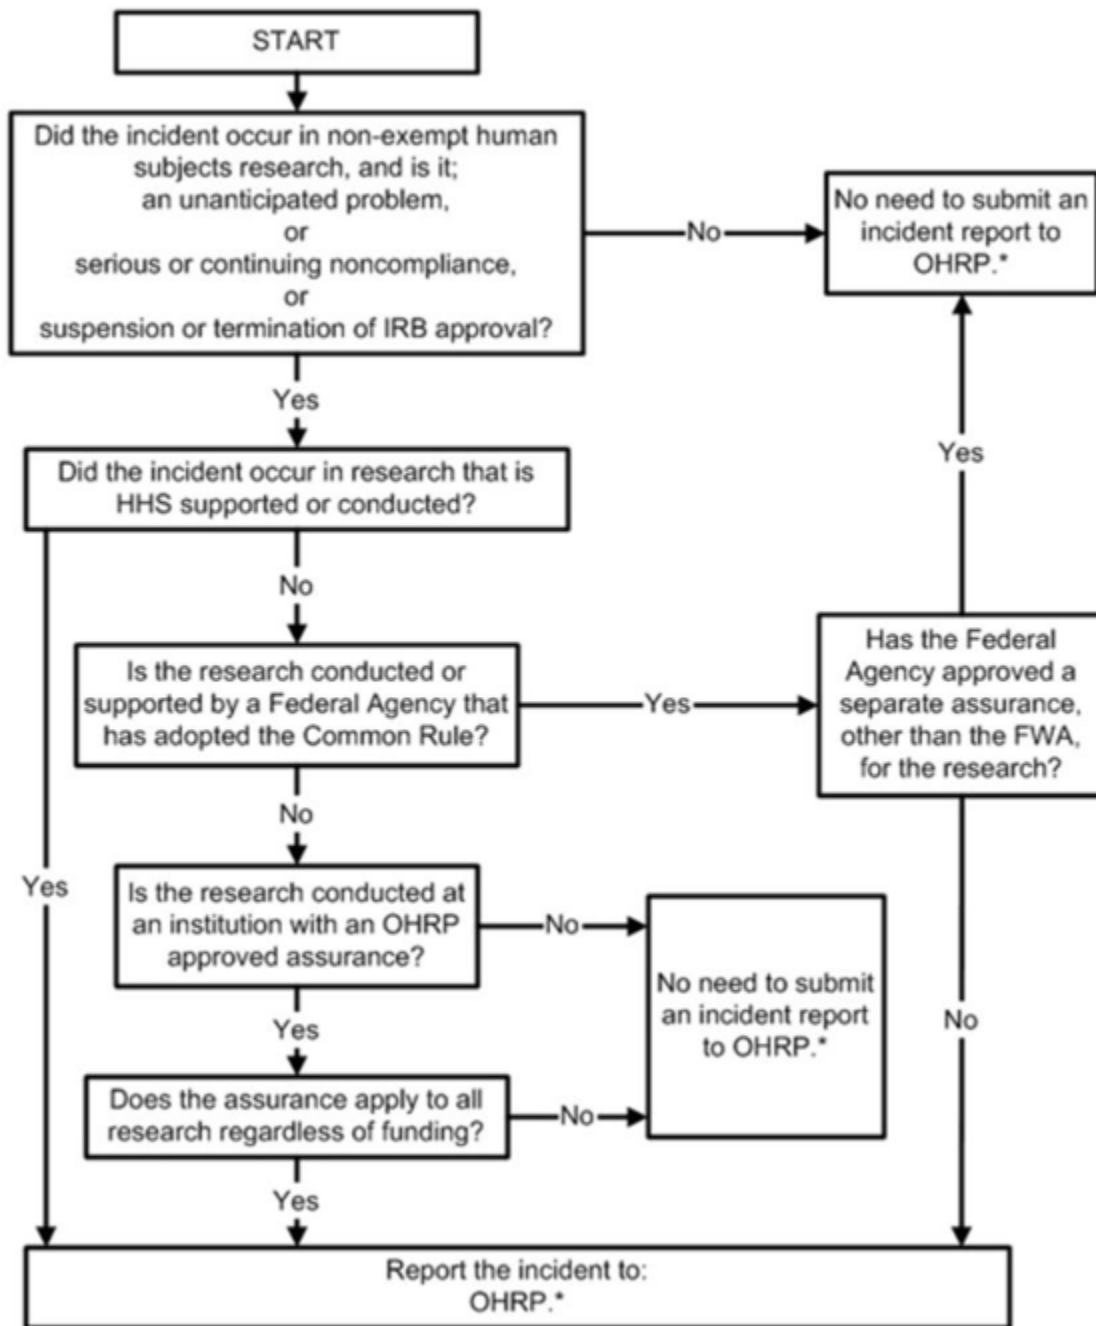 START
Did the incident occur in non-exempt human
subjects research, and is it;
an unanticipated problem,
or
serious or continuing noncompliance,
or
suspension or termination of IRB approval?
No
No need to submit an
incident report to
OHRP.*
Yes
Yes
Did the incident occur in research that is
HHS supported or conducted?
No
Is the research conducted or
supported by a Federal Agency that
has adopted the Common Rule?
Yes
Has the Federal
Agency approved a
separate assurance,
other than the FWA,
for the research?
No
Yes
Is the research conducted at
an institution with an OHRP
approved assurance?
No
No need to submit
an incident report
to OHRP.*
No
Yes
Does the assurance apply to all
research regardless of funding?
No
Yes
Report the incident to:
OHRP.*